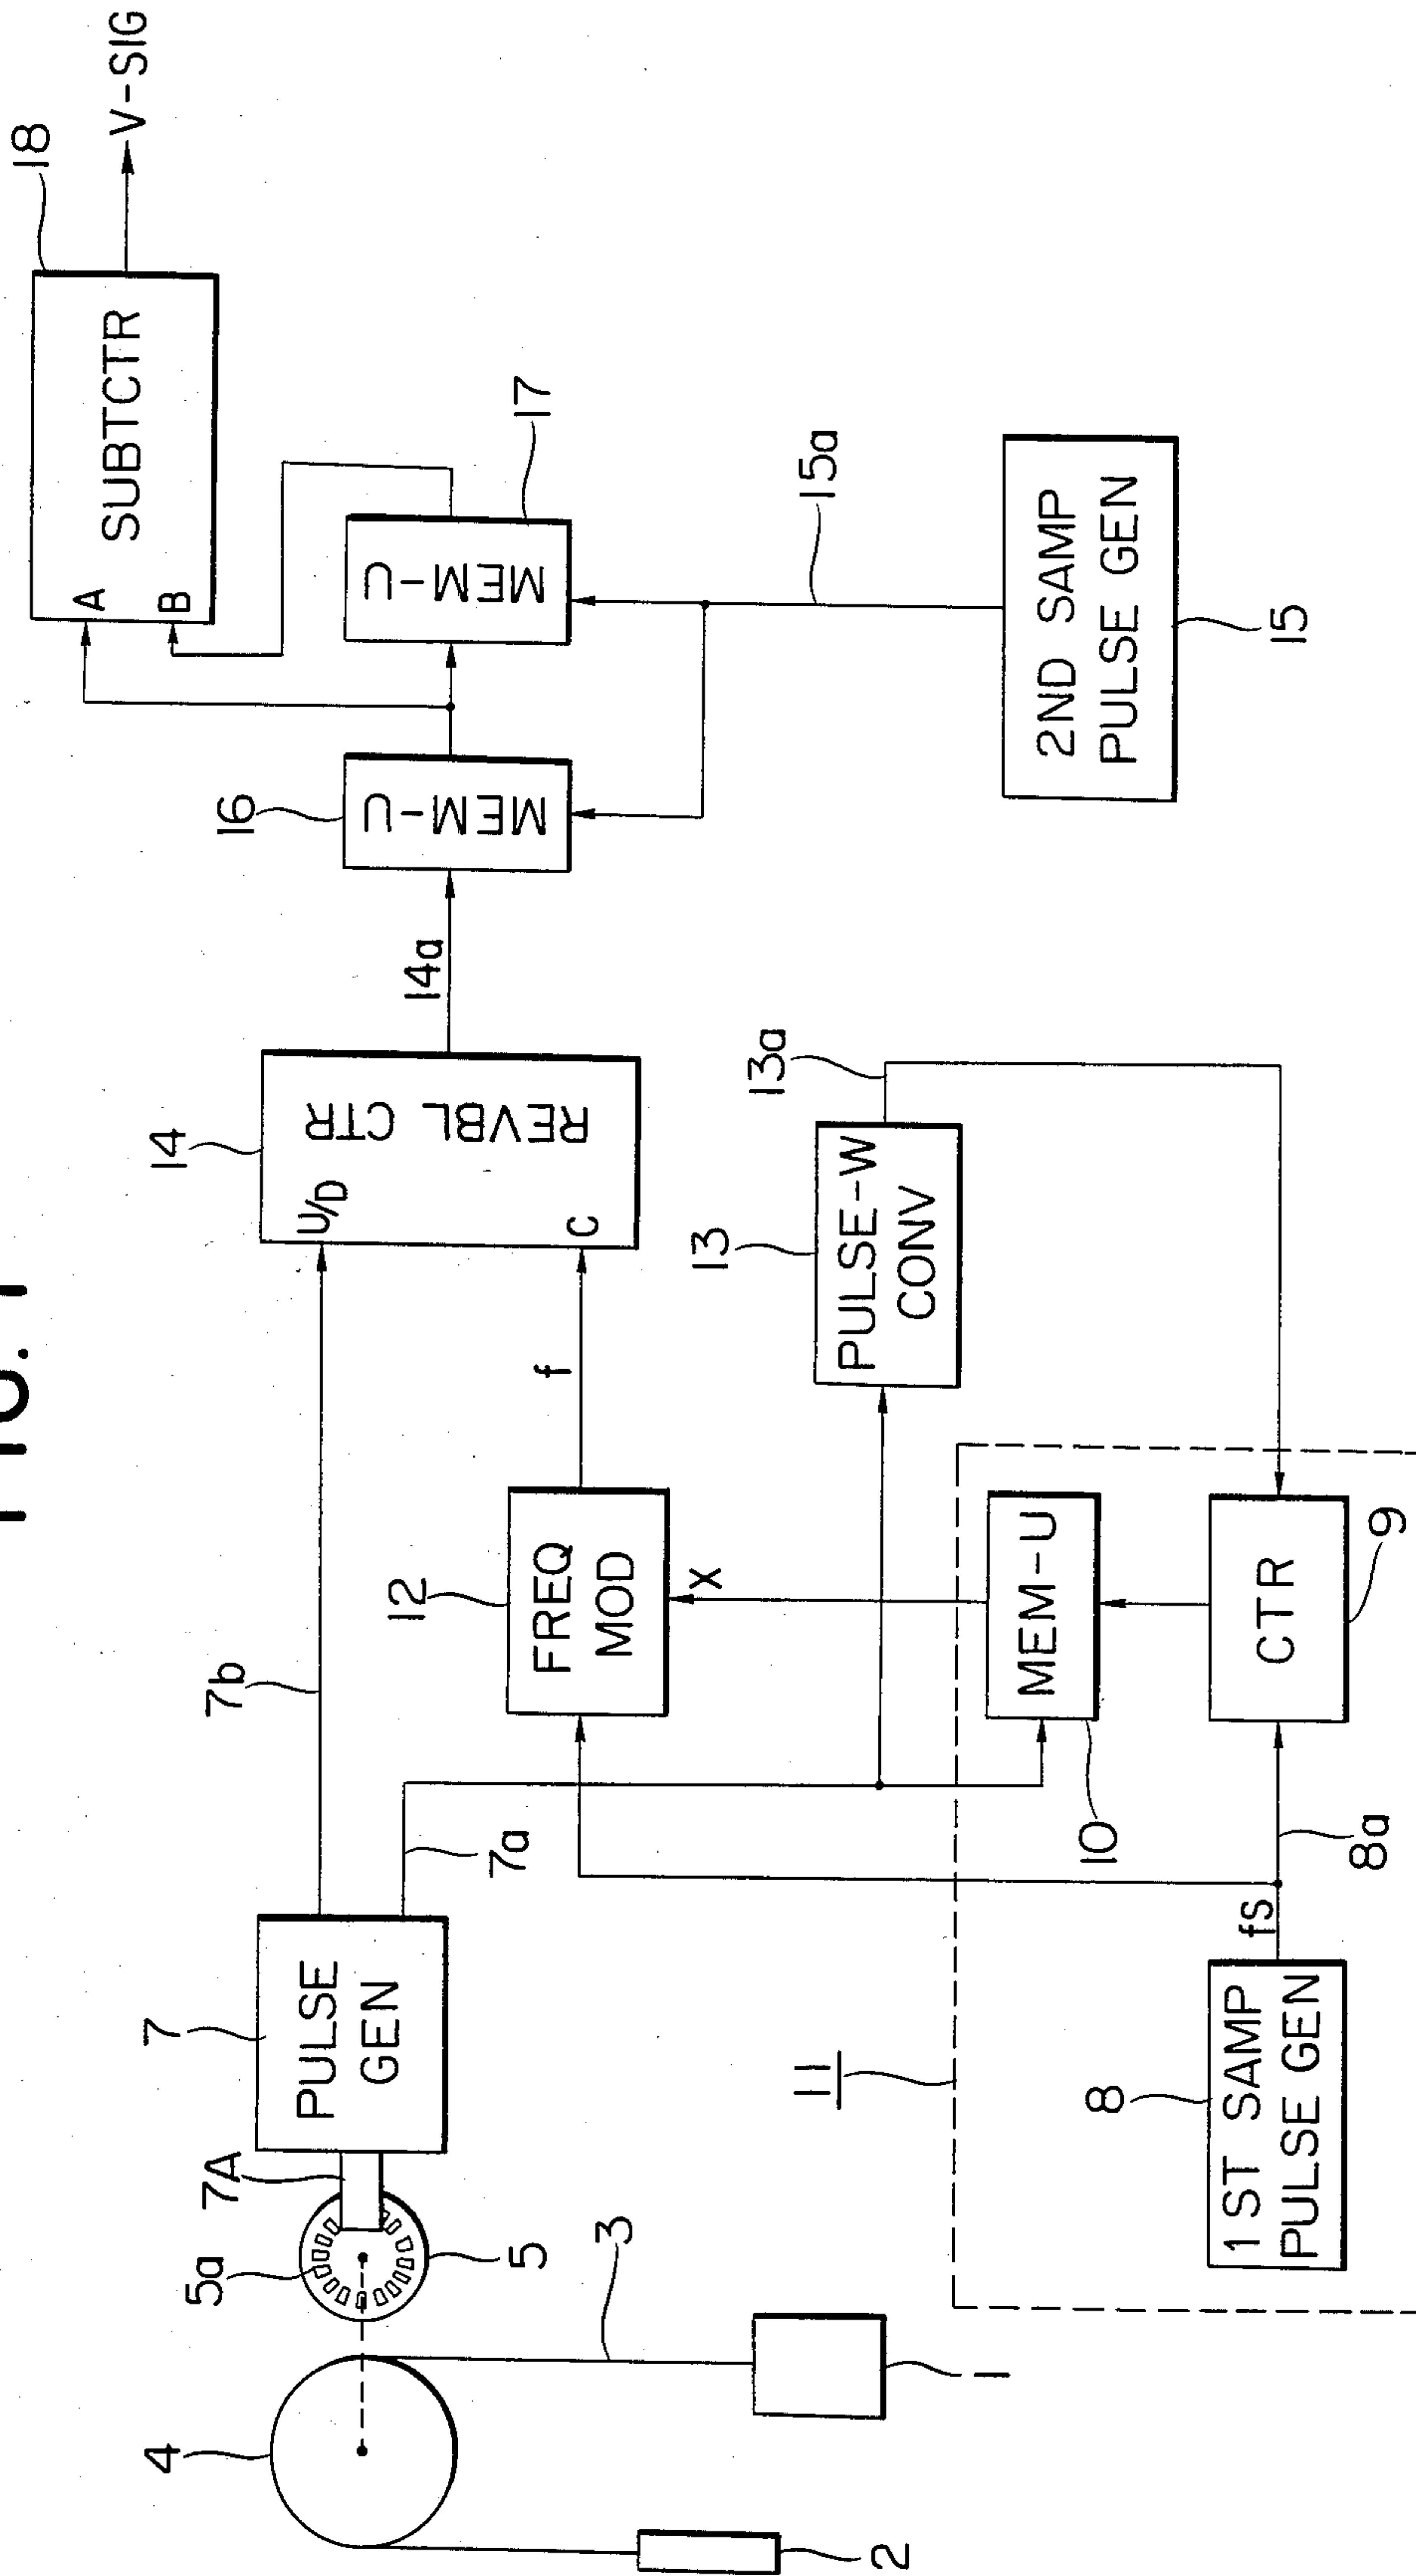 FIG. 1
18
V-SIG
SUBTCTR
A
B
17
MEM-U
16
MEM-U
15a
2ND SAMP
PULSE GEN
15
14a
14
REVBL CTR
U/D
C
13a
13
PULSE-W
CONV
f
12
FREQ
MOD
X
7b
7a
MEM-U
10
CTR
9
8a
fS
8
1ST SAMP
PULSE GEN
11
7
PULSE
GEN
7A
5a
5
4
3
1
2